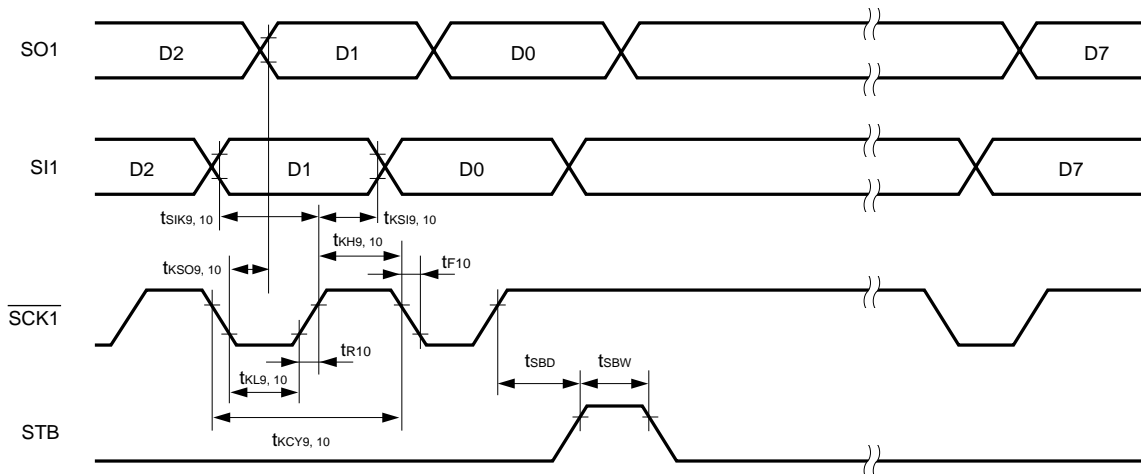 SO1
D2
D1
D0
D7
SI1
D2
D1
D0
D7
tSIK9, 10
tKSI9, 10
tKH9, 10
tKSO9, 10
tF10
SCK1
tR10
tKL9, 10
tSBD
tSBW
tKCY9, 10
STB